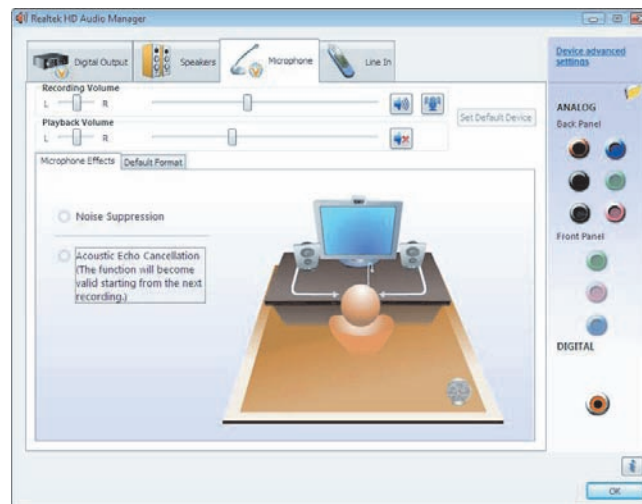 Realtek HD Audio Manager
Digital Output
Speakers
Microphone
Line In
Device advanced
settings
Recording Volume
L R
Playback Volume
L R
Set Default Device
Microphone Effects Default Format
Noise Suppression
Acoustic Echo Cancellation
(The function will become
valid starting from the next
recording.)
ANALOG
Back Panel
Front Panel
DIGITAL
OK